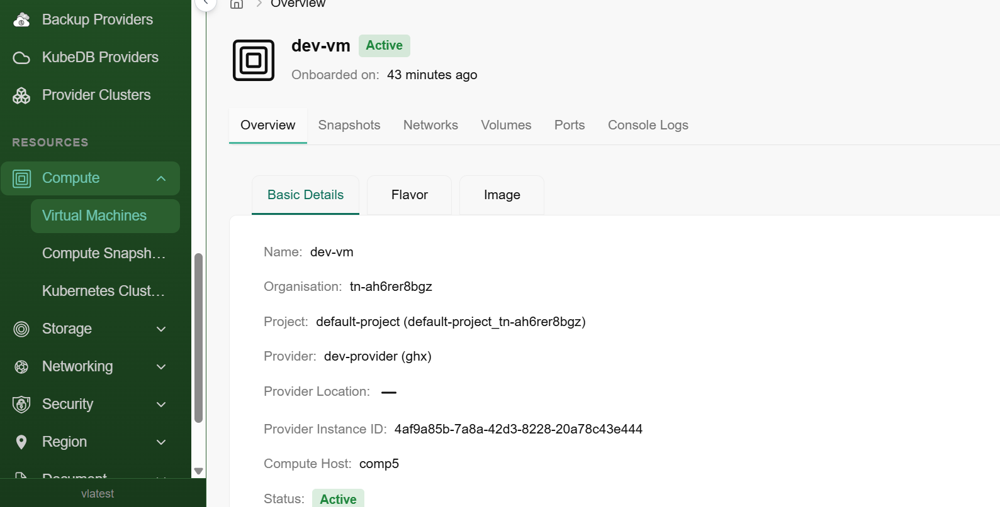 Backup Providers
KubeDB Providers
Provider Clusters
RESOURCES
Compute
Virtual Machines
Compute Snapsh...
Kubernetes Clust...
Storage
Networking
Security
Region
Document
vlatest
Overview
dev-vm Active
Onboarded on: 43 minutes ago
Overview Snapshots Networks Volumes Ports Console Logs
Basic Details Flavor Image
Name: dev-vm
Organisation: tn-ah6rer8bgz
Project: default-project (default-project_tn-ah6rer8bgz)
Provider: dev-provider (ghx)
Provider Location: —
Provider Instance ID: 4af9a85b-7a8a-42d3-8228-20a78c43e444
Compute Host: comp5
Status: Active